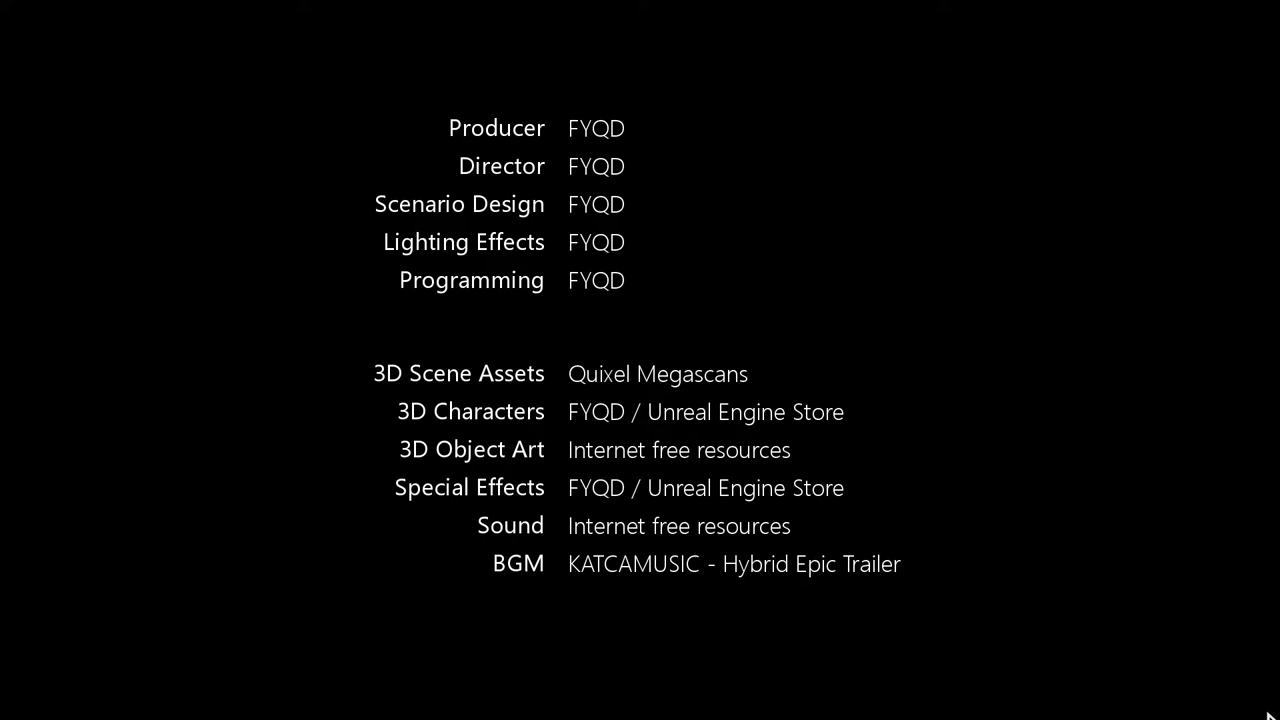 Producer FYQD
Director FYQD
Scenario Design FYQD
Lighting Effects FYQD
Programming FYQD
3D Scene Assets Quixel Megascans
3D Characters FYQD / Unreal Engine Store
3D Object Art Internet free resources
Special Effects FYQD / Unreal Engine Store
Sound Internet free resources
BGM KATCAMUSIC - Hybrid Epic Trailer